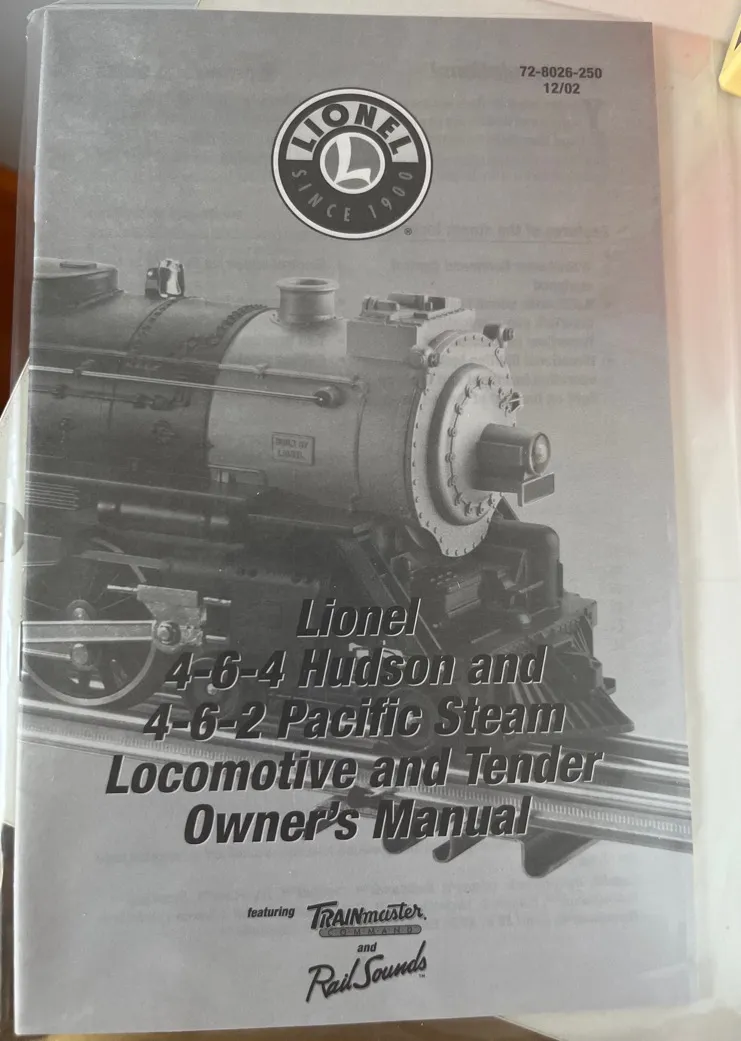 72-8026-250
12/02
LIONEL
L
SINCE 1900
®
BUILT BY
LIONEL
Lionel
4-6-4 Hudson and
4-6-2 Pacific Steam
Locomotive and Tender
Owner's Manual
featuring TRAINmaster
COMMAND
and
RailSounds™